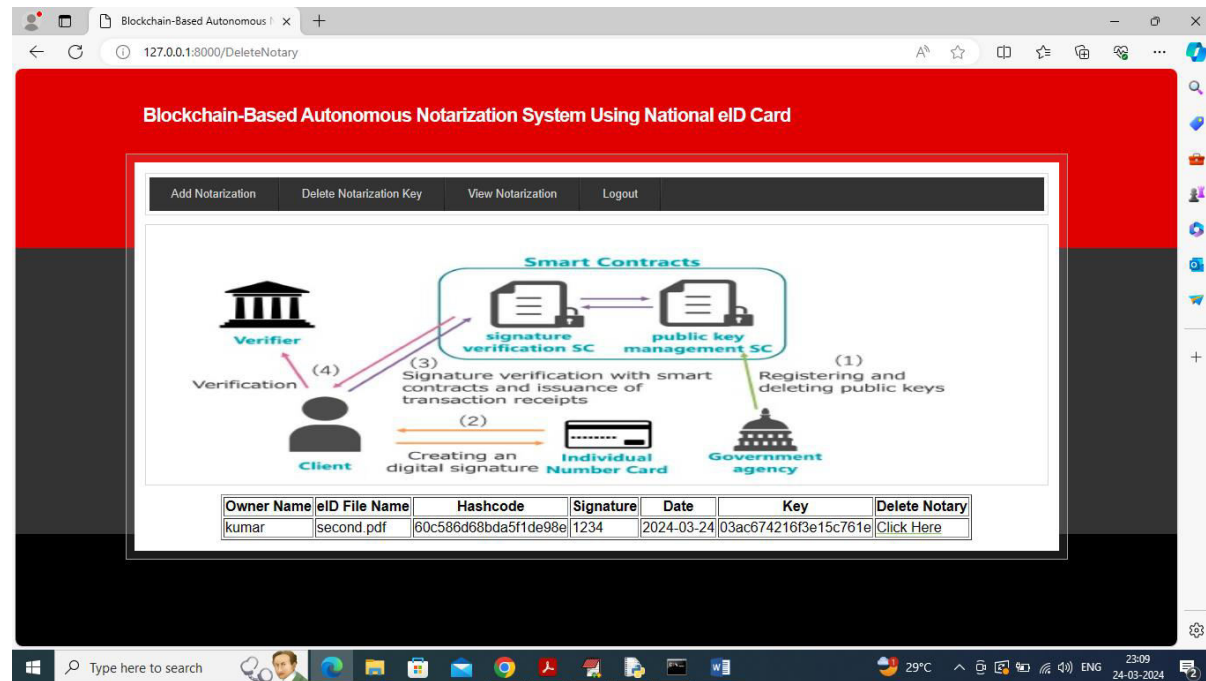 Blockchain-Based Autonomous N
127.0.0.1:8000/DeleteNotary
Blockchain-Based Autonomous Notarization System Using National eID Card
Add Notarization Delete Notarization Key View Notarization Logout
Smart Contracts
signature verification SC
public key management SC
Verifier
(4)
Verification
(3)
Signature verification with smart
contracts and issuance of
transaction receipts
(1)
Registering and
deleting public keys
(2)
Creating an
digital signature
Client
Individual
Number Card
Government
agency
Owner Name eID File Name Hashcode Signature Date Key Delete Notary
kumar second.pdf 60c586d68bda5f1de98e 1234 2024-03-24 03ac674216f3e15c761e Click Here
Type here to search
29°C
ENG
23:09
24-03-2024